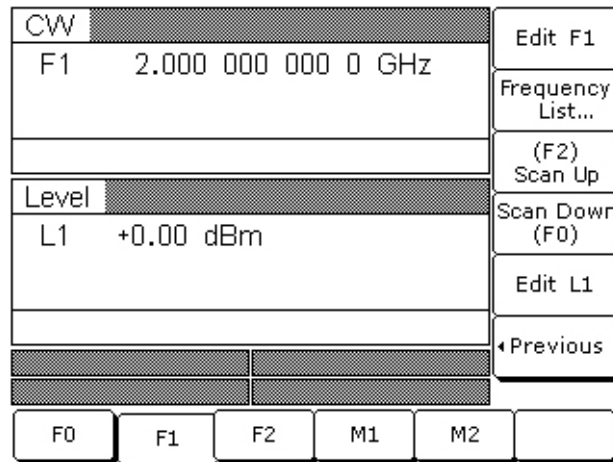 CW
F1 2.000 000 000 0 GHz
Level
L1 +0.00 dBm
Edit F1
Frequency
List...
(F2)
Scan Up
Scan Down
(F0)
Edit L1
Previous
F0 F1 F2 M1 M2